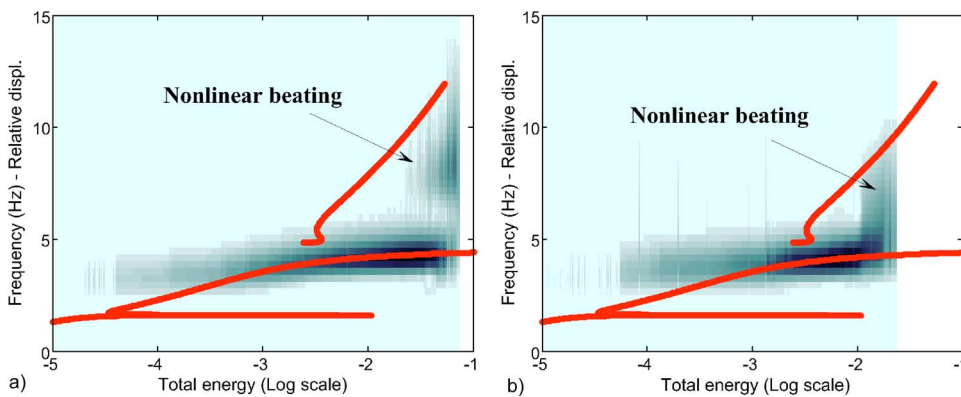 15
10
5
0
Frequency (Hz) - Relative displ.
Nonlinear beating
-5
-4
-3
-2
-1
Total energy (Log scale)
a)
15
10
5
0
Frequency (Hz) - Relative displ.
Nonlinear beating
-5
-4
-3
-2
-1
Total energy (Log scale)
b)